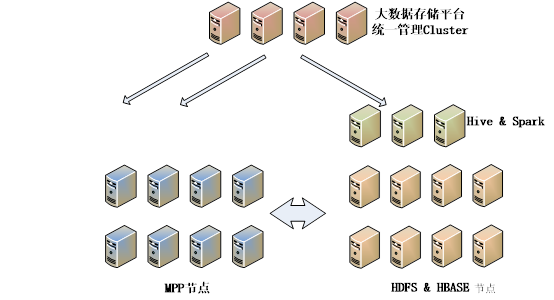 大数据存储平台
统一管理Cluster
Hive & Spark
MPP节点
HDFS & HBASE 节点